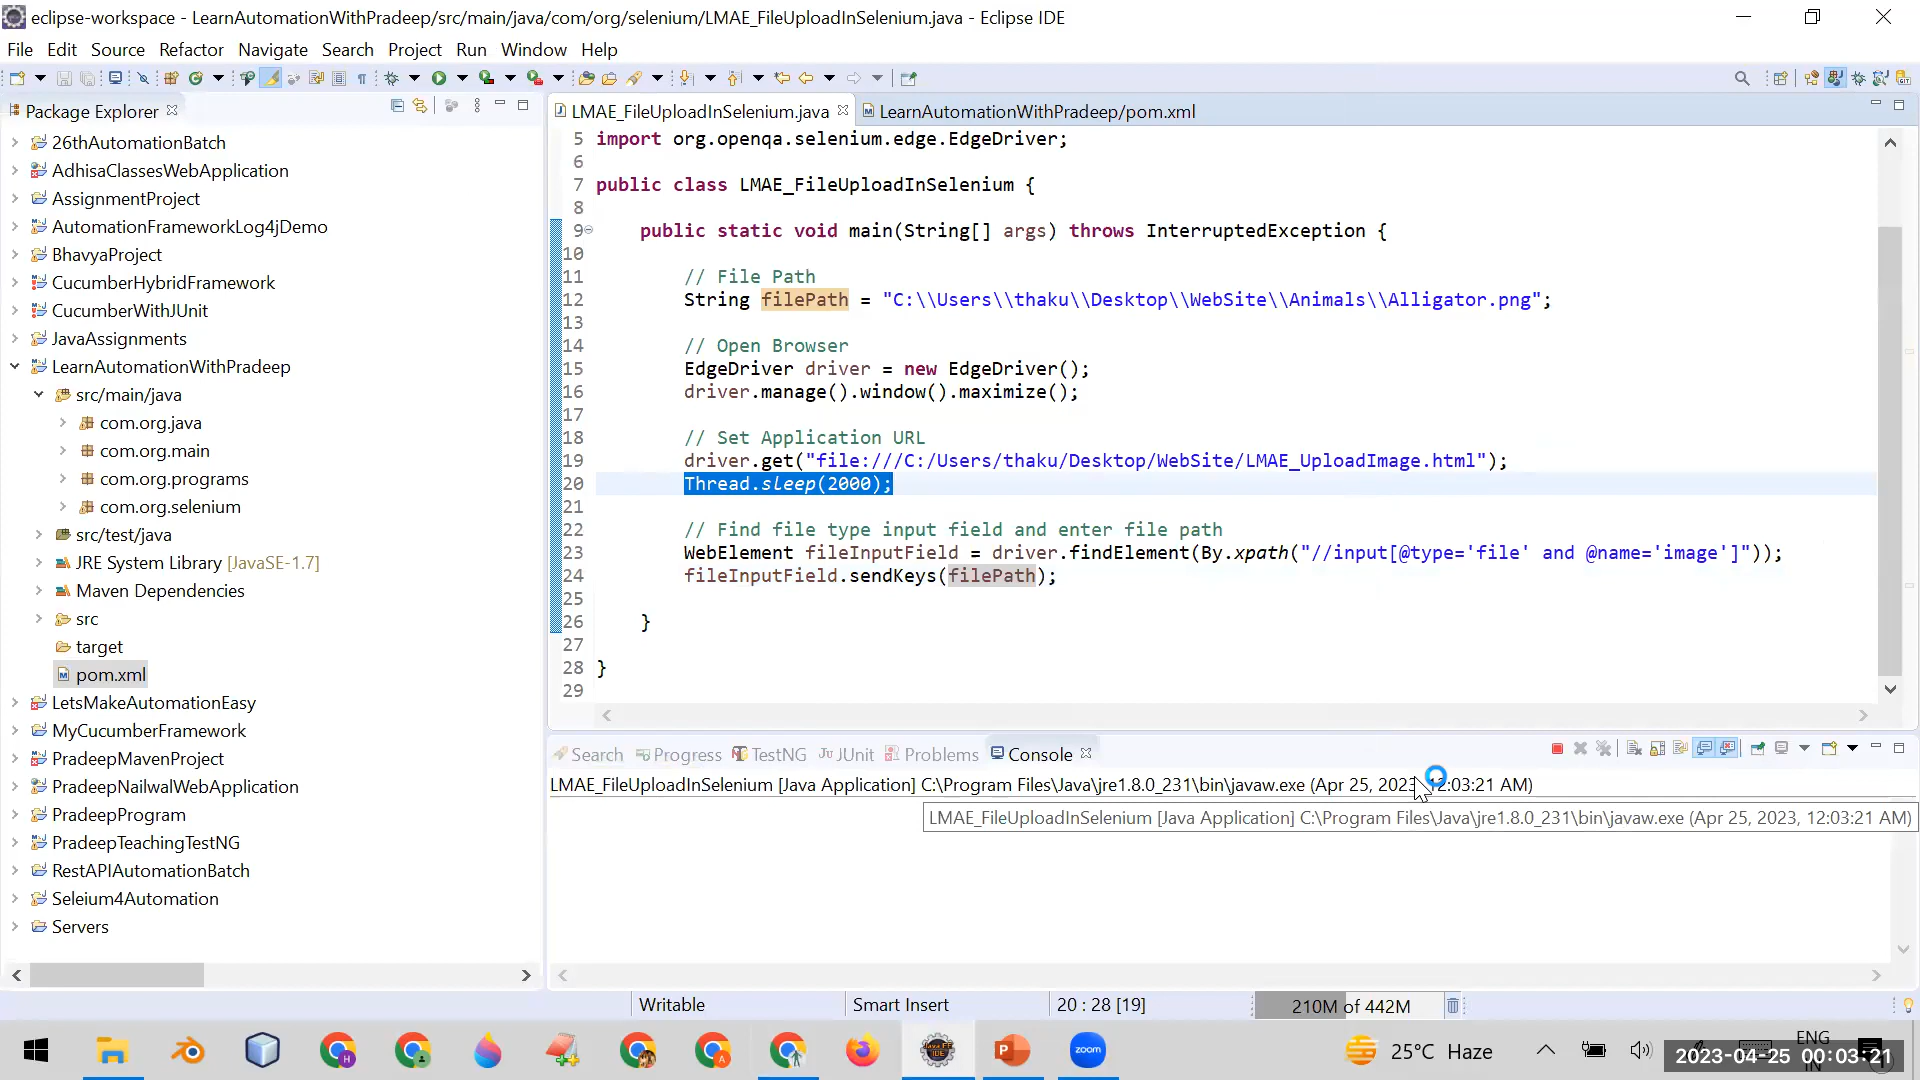 eclipse-workspace - LearnAutomationWithPradeep/src/main/java/com/org/selenium/LMAE_FileUploadInSelenium.java - Eclipse IDE
File Edit Source Refactor Navigate Search Project Run Window Help
Package Explorer
LMAE_FileUploadInSelenium.java
LearnAutomationWithPradeep/pom.xml
26thAutomationBatch
AdhisaClassesWebApplication
AssignmentProject
AutomationFrameworkLog4jDemo
BhavyaProject
CucumberHybridFramework
CucumberWithJUnit
JavaAssignments
LearnAutomationWithPradeep
src/main/java
com.org.java
com.org.main
com.org.programs
com.org.selenium
src/test/java
JRE System Library [JavaSE-1.7]
Maven Dependencies
src
target
pom.xml
LetsMakeAutomationEasy
MyCucumberFramework
PradeepMavenProject
PradeepNailwalWebApplication
PradeepProgram
PradeepTeachingTestNG
RestAPIAutomationBatch
Seleium4Automation
Servers
5 import org.openqa.selenium.edge.EdgeDriver;
6
7 public class LMAE_FileUploadInSelenium {
8
9 public static void main(String[] args) throws InterruptedException {
10
11 // File Path
12 String filePath = "C:\\Users\\thaku\\Desktop\\WebSite\\Animals\\Alligator.png";
13
14 // Open Browser
15 EdgeDriver driver = new EdgeDriver();
16 driver.manage().window().maximize();
17
18 // Set Application URL
19 driver.get("file:///C:/Users/thaku/Desktop/WebSite/LMAE_UploadImage.html");
20 Thread.sleep(2000);
21
22 // Find file type input field and enter file path
23 WebElement fileInputField = driver.findElement(By.xpath("//input[@type='file' and @name='image']"));
24 fileInputField.sendKeys(filePath);
25
26 }
27
28 }
29
Search Progress TestNG JUnit Problems Console
LMAE_FileUploadInSelenium [Java Application] C:\Program Files\Java\jre1.8.0_231\bin\javaw.exe (Apr 25, 2023 12:03:21 AM)
LMAE_FileUploadInSelenium [Java Application] C:\Program Files\Java\jre1.8.0_231\bin\javaw.exe (Apr 25, 2023, 12:03:21 AM)
Writable Smart Insert 20 : 28 [19] 210M of 442M
zoom
25°C Haze
ENG
2023-04-25 00:03:21